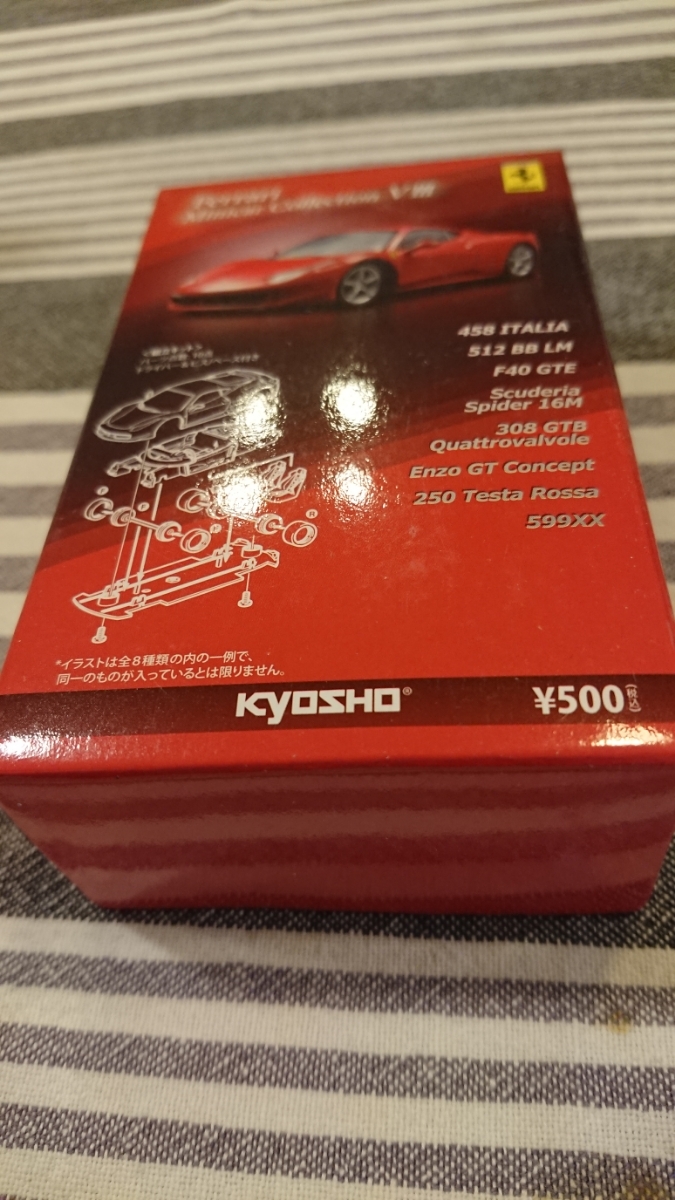 Ferrari
Minicar Collection VIII
458 ITALIA
512 BB LM
F40 GTE
Scuderia
Spider 16M
308 GTB
Quattrovalvole
Enzo GT Concept
250 Testa Rossa
599XX
*イラストは全8種類の内の一例で、
同一のものが入っているとは限りません。
KYOSHO®
¥500(税込)